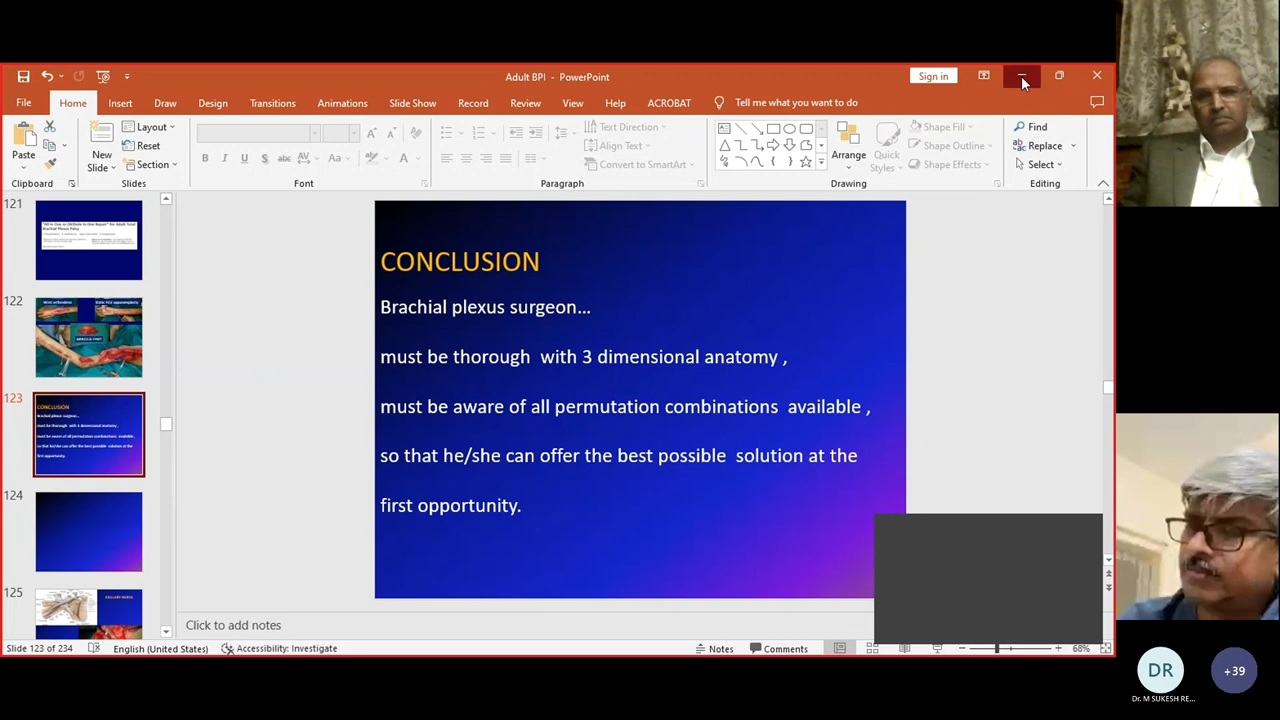 Adult BPI - PowerPoint
Sign in
File Home Insert Draw Design Transitions Animations Slide Show Record Review View Help ACROBAT Tell me what you want to do
Paste
New
Slide
Layout
Reset
Section
Text Direction
Align Text
Convert to SmartArt
Arrange
Quick
Styles
Shape Fill
Shape Outline
Shape Effects
Find
Replace
Select
Clipboard Slides Font Paragraph Drawing Editing
121
122
123
124
125
CONCLUSION
Brachial plexus surgeon...
must be thorough with 3 dimensional anatomy ,
must be aware of all permutation combinations available ,
so that he/she can offer the best possible solution at the
first opportunity.
Click to add notes
Slide 123 of 234 English (United States) Accessibility: Investigate Notes Comments 68%
DR
Dr. M SUKESH RE...
+39